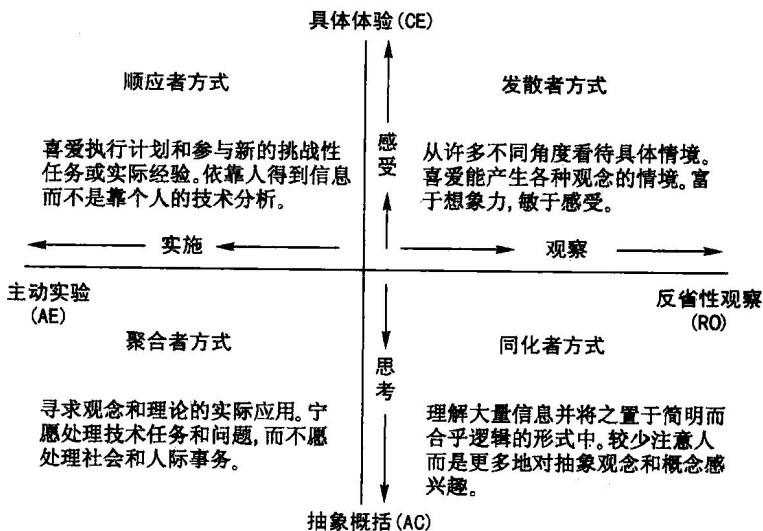 具体体验(CE)
顺应者方式
发散者方式
喜爱执行计划和参与新的挑战性
任务或实际经验。依靠人得到信息
而不是靠个人的技术分析。
感受
从许多不同角度看待具体情境。
喜爱能产生各种观念的情境。富
于想象力,敏于感受。
实施
观察
主动实验
(AE)
反省性观察
(RO)
聚合者方式
同化者方式
思考
寻求观念和理论的实际应用。宁
愿处理技术任务和问题,而不愿
处理社会和人际事务。
理解大量信息并将之置于简明而
合乎逻辑的形式中。较少注意人
而是更多地对抽象观念和概念感
兴趣。
抽象概括(AC)